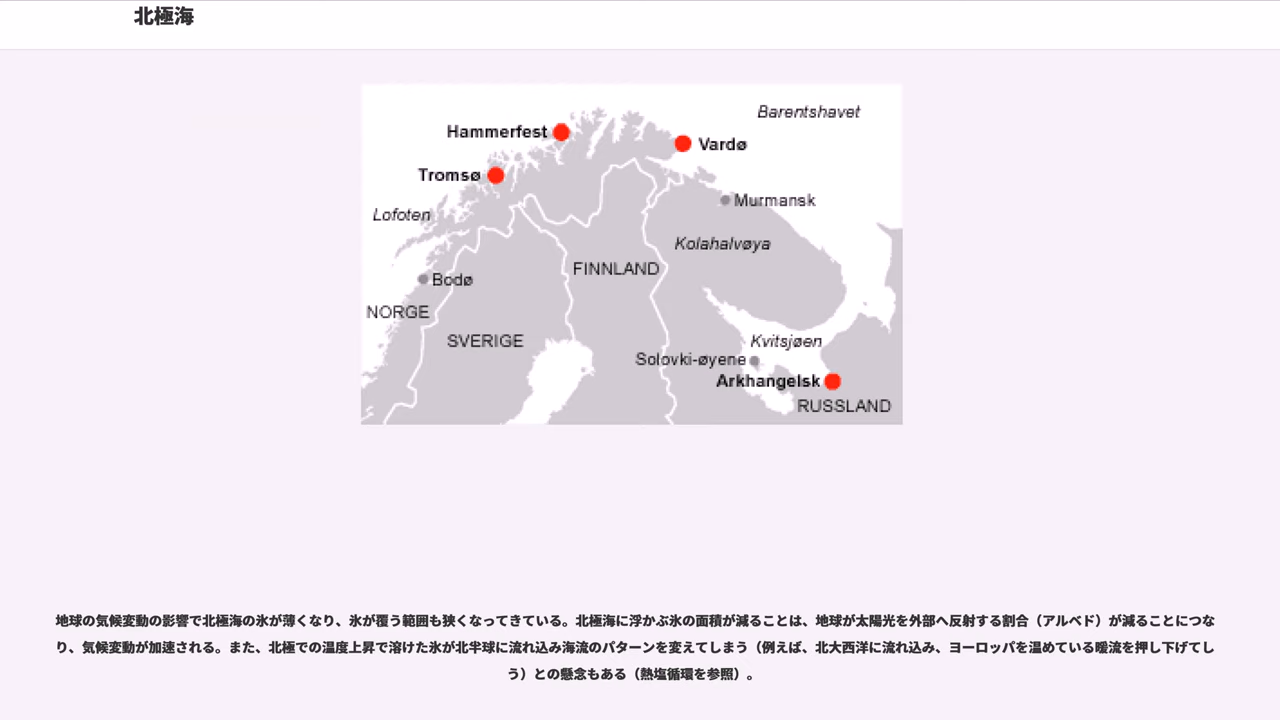 北極海
Barentshavet
Hammerfest
Vardø
Tromsø
Murmansk
Lofoten
Kolahalvøya
FINNLAND
Bodø
NORGE
SVERIGE
Kvitsjøen
Solovki-øyene
Arkhangelsk
RUSSLAND
地球の気候変動の影響で北極海の氷が薄くなり、氷が覆う範囲も狭くなってきている。北極海に浮かぶ氷の面積が減ることは、地球が太陽光を外部へ反射する割合（アルベド）が減ることにつな
り、気候変動が加速される。また、北極での温度上昇で溶けた氷が北半球に流れ込み海流のパターンを変えてしまう（例えば、北大西洋に流れ込み、ヨーロッパを温めている暖流を押し下げてし
う）との懸念もある（熱塩循環を参照）。